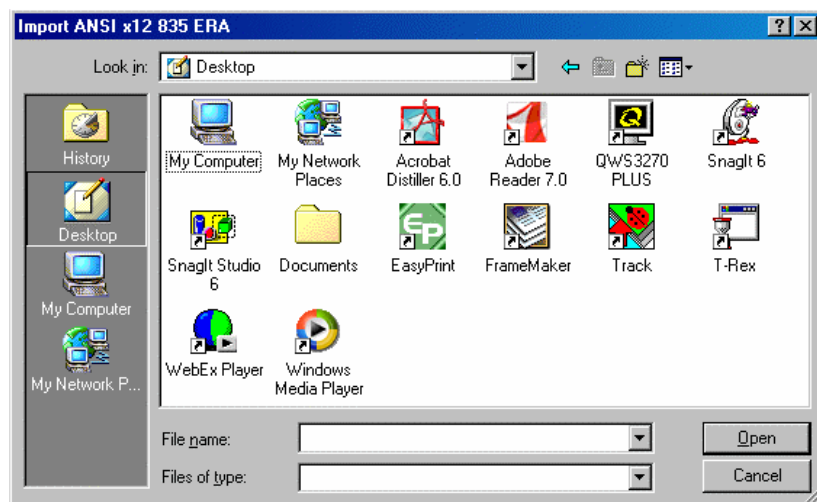 Import ANSI x12 835 ERA
Look in:
Desktop
History
Desktop
My Computer
My Network P...
My Computer
My Network
Places
Acrobat
Distiller 6.0
Adobe
Reader 7.0
QWS3270
PLUS
SnagIt 6
SnagIt Studio
6
Documents
EasyPrint
FrameMaker
Track
T-Rex
WebEx Player
Windows
Media Player
File name:
Open
Files of type:
Cancel